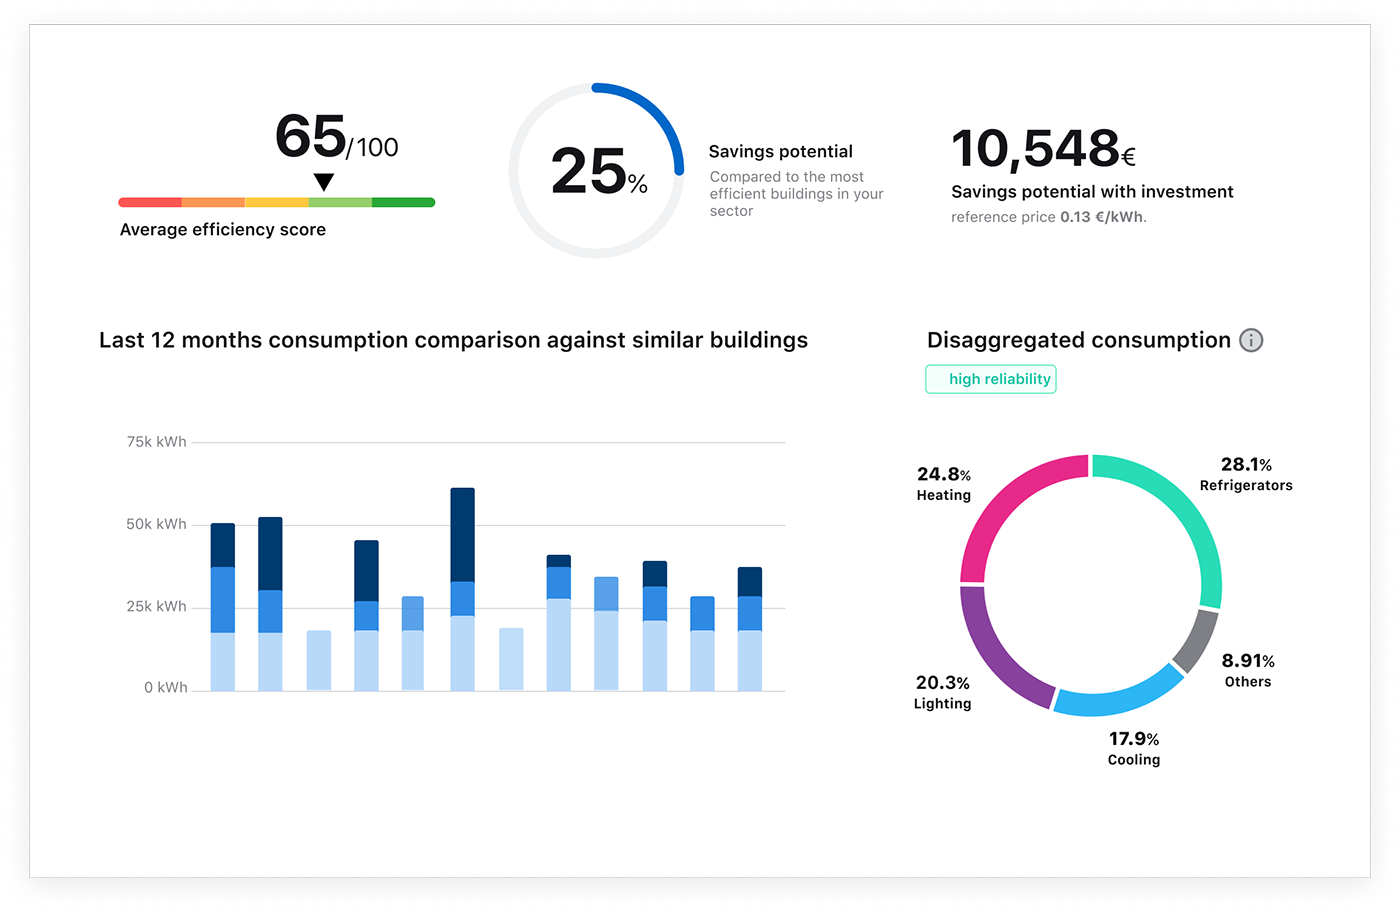 65/100
Average efficiency score
25%
Savings potential
Compared to the most
efficient buildings in your
sector
10,548€
Savings potential with investment
reference price 0.13 €/kWh.
Last 12 months consumption comparison against similar buildings
75k kWh
50k kWh
25k kWh
0 kWh
Disaggregated consumption
i
high reliability
24.8%
Heating
28.1%
Refrigerators
8.91%
Others
20.3%
Lighting
17.9%
Cooling